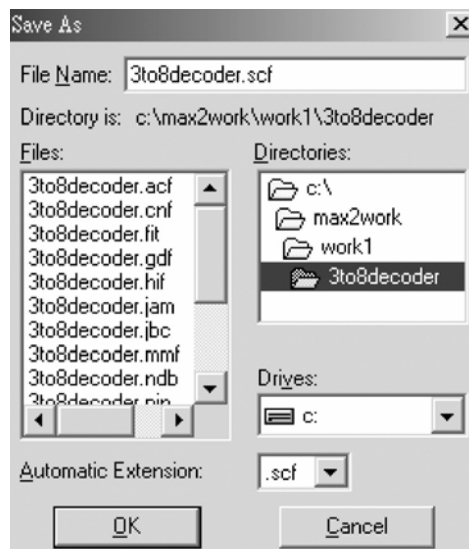 Save As
File Name: 3to8decoder.scf
Directory is: c:\max2work\work1\3to8decoder
Files:
3to8decoder.acf
3to8decoder.cnf
3to8decoder.fit
3to8decoder.gdf
3to8decoder.hif
3to8decoder.jam
3to8decoder.jbc
3to8decoder.mmf
3to8decoder.ndb
3to8decoder.pin
Directories:
c:\
max2work
work1
3to8decoder
Drives:
c:
Automatic Extension: .scf
OK Cancel